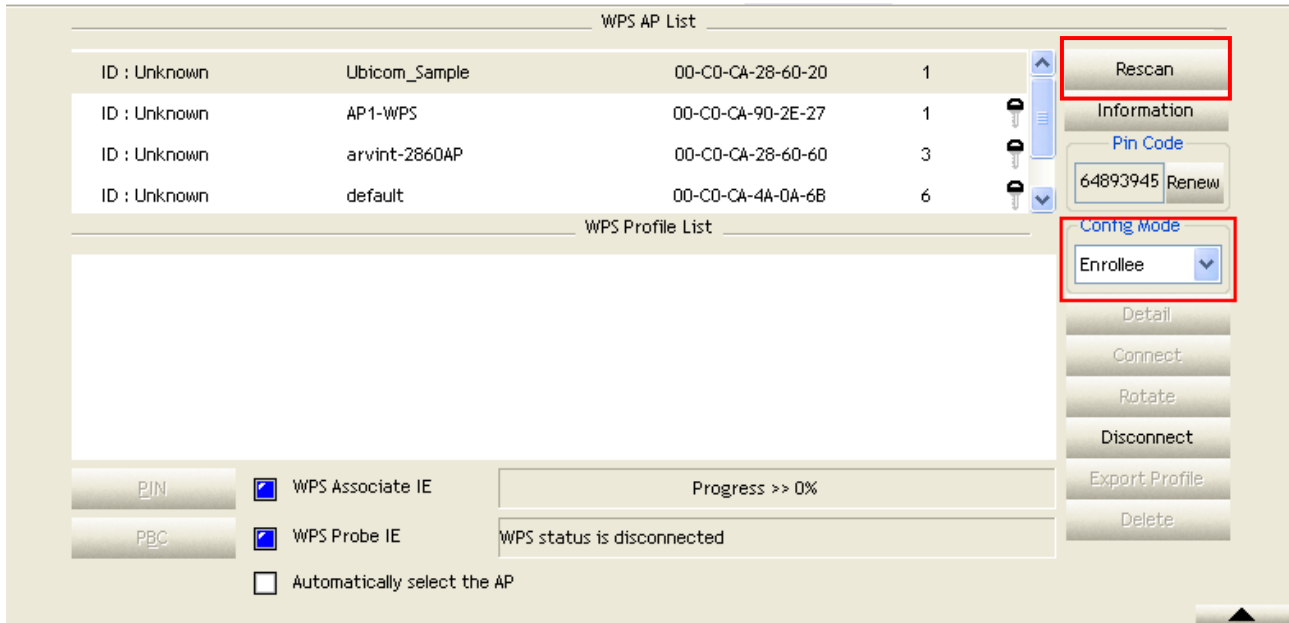 WPS AP List
ID : Unknown Ubicom_Sample 00-C0-CA-28-60-20 1
ID : Unknown AP1-WPS 00-C0-CA-90-2E-27 1
ID : Unknown arvint-2860AP 00-C0-CA-28-60-60 3
ID : Unknown default 00-C0-CA-4A-0A-6B 6
Rescan
Information
Pin Code
64893945 Renew
WPS Profile List
Config Mode
Enrollee
Detail
Connect
Rotate
Disconnect
Export Profile
Delete
PIN WPS Associate IE Progress >> 0%
PBC WPS Probe IE WPS status is disconnected
Automatically select the AP